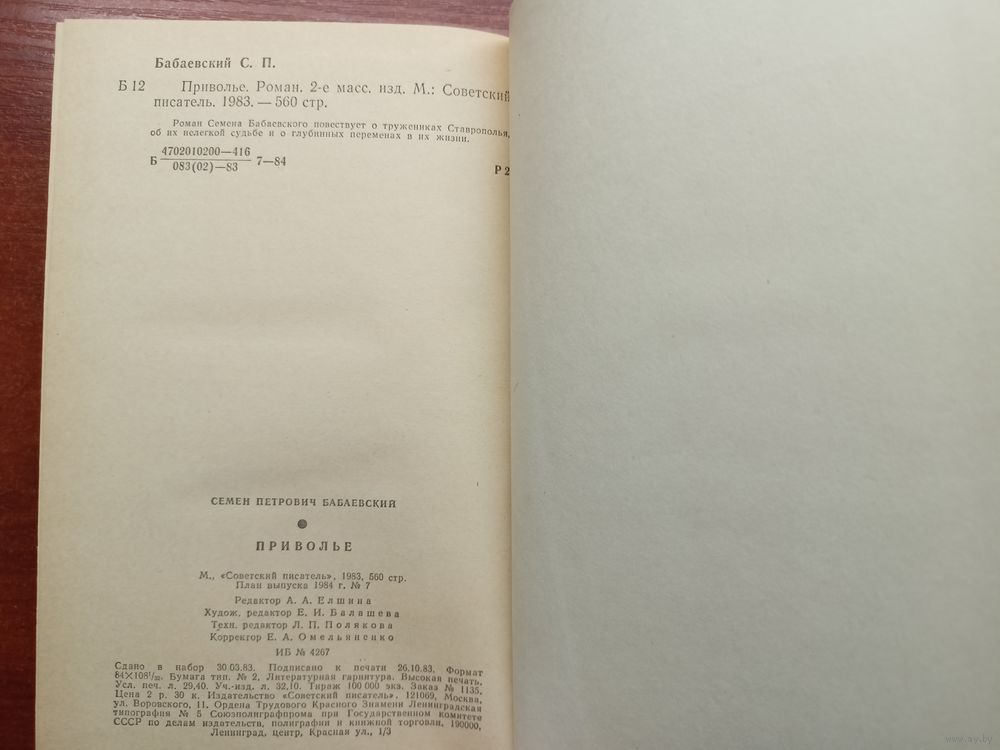 Бабаевский С. П.
Б 12 Приволье. Роман. 2-е масс. изд. М.: Советский
писатель. 1983. — 560 стр.
Роман Семена Бабаевского повествует о тружениках Ставрополья,
об их нелегкой судьбе и о глубинных переменах в их жизни.
Б 4702010200—416 7—84
083(02)—83
Р 2
СЕМЕН ПЕТРОВИЧ БАБАЕВСКИЙ
ПРИВОЛЬЕ
М., «Советский писатель», 1983, 560 стр.
План выпуска 1984 г. № 7
Редактор А. А. Елшина
Худож. редактор Е. И. Балашева
Техн. редактор Л. П. Полякова
Корректор Е. А. Омельяненко
ИБ № 4267
Сдано в набор 30.03.83. Подписано к печати 26.10.83. Формат
84×108¹/₃₂. Бумага тип. № 2. Литературная гарнитура. Высокая печать.
Усл. печ. л. 29,40. Уч.-изд. л. 32,10. Тираж 100 000 экз. Заказ № 1135.
Цена 2 р. 30 к. Издательство «Советский писатель». 121069, Москва,
ул. Воровского, 11. Ордена Трудового Красного Знамени Ленинградская
типография № 5 Союзполиграфпрома при Государственном комитете
СССР по делам издательств, полиграфии и книжной торговли. 190000,
Ленинград, центр, Красная ул., 1/3
www.ay.by